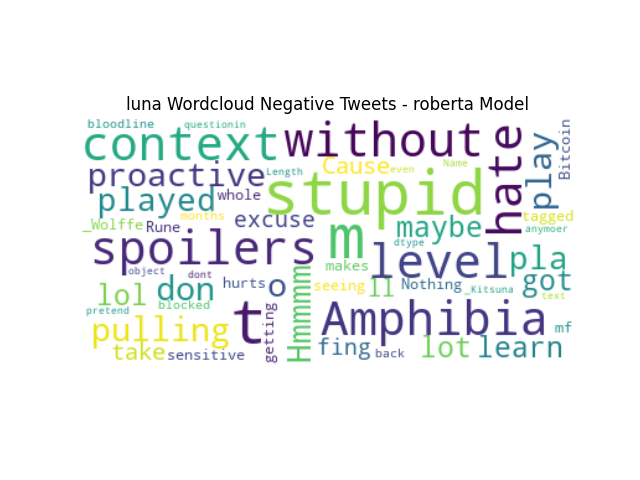 luna Wordcloud Negative Tweets - roberta Model
bloodline questionin
context without hate play Bitcoin
proactive Length Cause even Name
played whole stupid tagged
_Wolffe Rune months excuse m maybe anymoer
spoilers level dtype pla
object dont makes
lol don hurts o seeing ll Nothing _Kitsuna got
pretend blocked text
pulling t getting Hmmmm Amphibia mf
take sensitive fing back lot learn